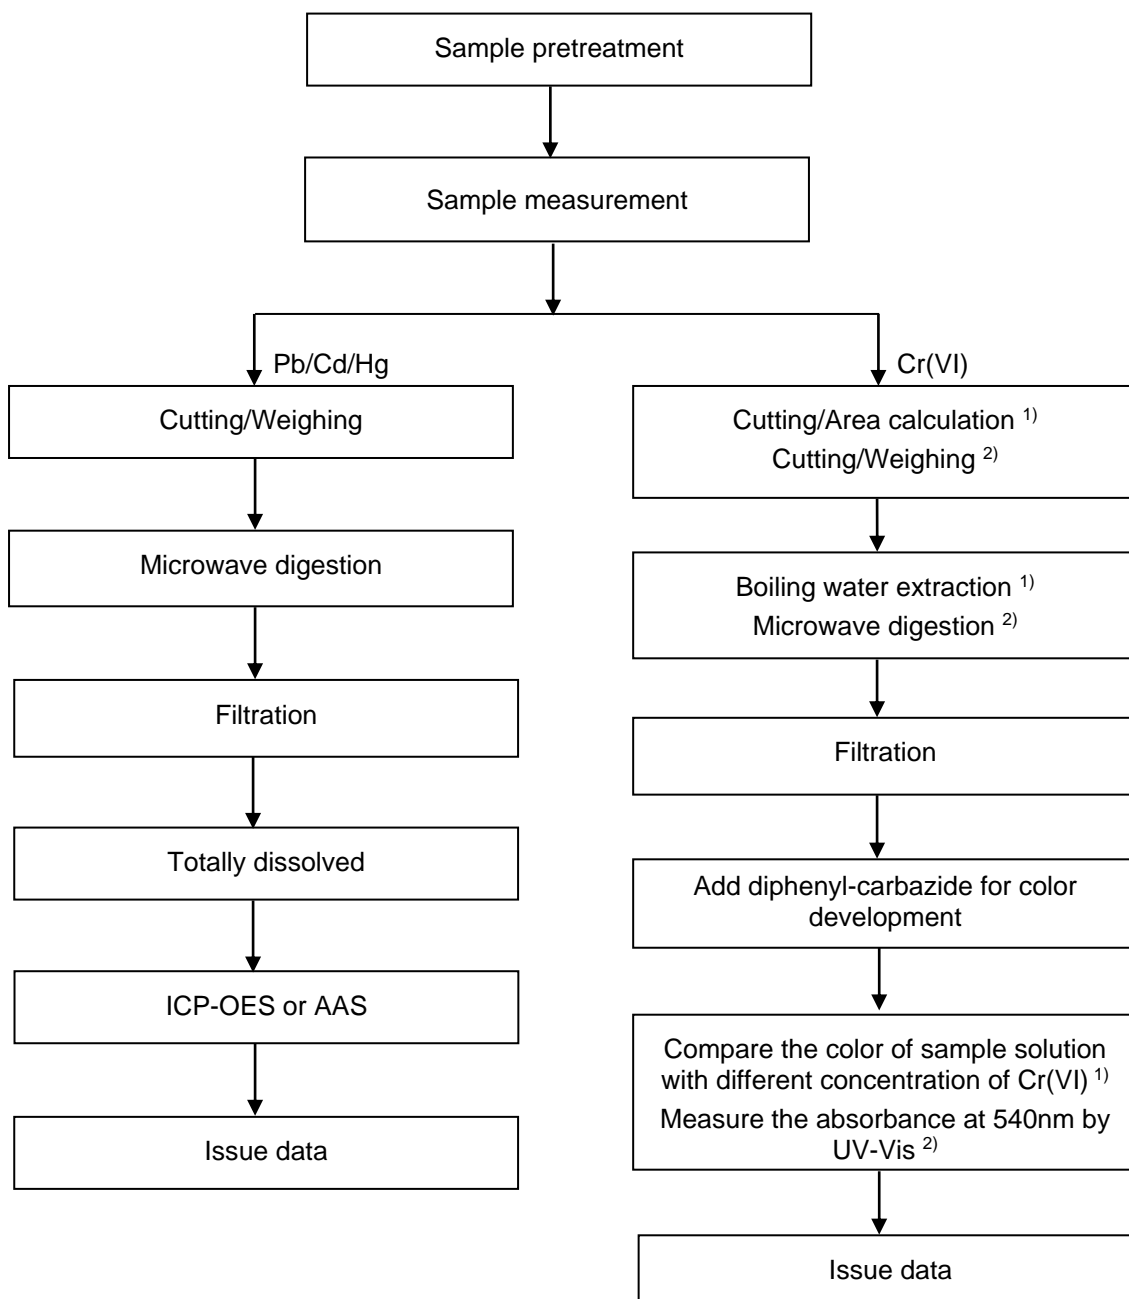 Sample pretreatment
Sample measurement
Pb/Cd/Hg
Cutting/Weighing
Microwave digestion
Filtration
Totally dissolved
ICP-OES or AAS
Issue data
Cr(VI)
Cutting/Area calculation 1)
Cutting/Weighing 2)
Boiling water extraction 1)
Microwave digestion 2)
Filtration
Add diphenyl-carbazide for color
development
Compare the color of sample solution
with different concentration of Cr(VI) 1)
Measure the absorbance at 540nm by
UV-Vis 2)
Issue data